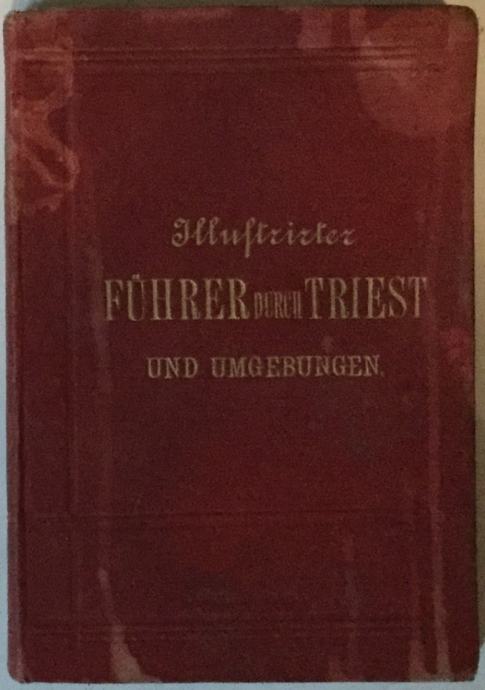 Illustrirter
FÜHRER DURCH TRIEST
UND UMGEBUNGEN.